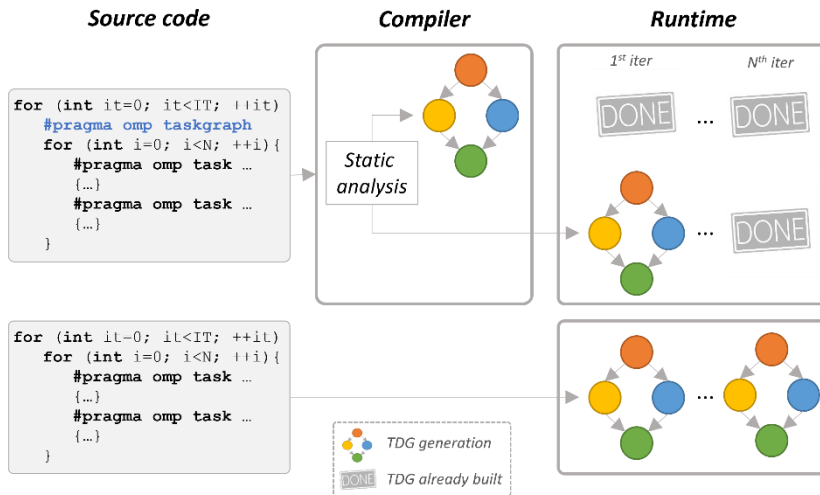 Source code
Compiler
Runtime
1st iter
Nth iter
for (int it=0; it<IT; ++it)
#pragma omp taskgraph
for (int i=0; i<N; ++i){
#pragma omp task …
{…}
#pragma omp task …
{…}
}
Static
analysis
DONE
...
DONE
...
DONE
for (int it=0; it<IT; ++it)
for (int i=0; i<N; ++i){
#pragma omp task …
{…}
#pragma omp task …
{…}
}
...
TDG generation
DONE
TDG already built